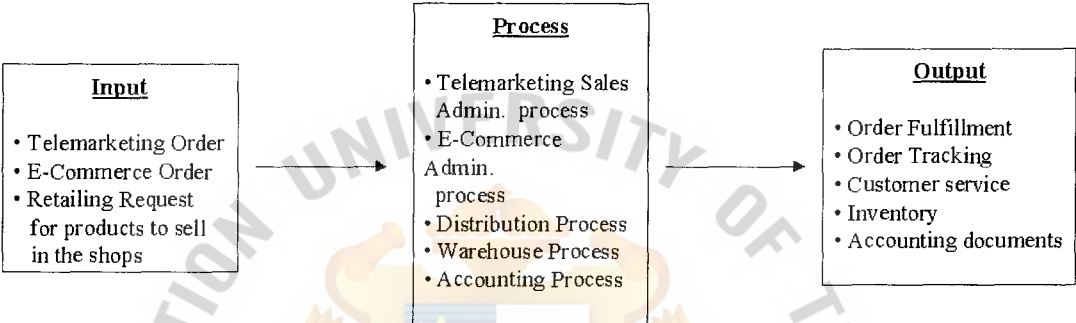 Input
• Telemarketing Order
• E-Commerce Order
• Retailing Request
for products to sell
in the shops
Process
• Telemarketing Sales
Admin. process
• E-Commerce
Admin.
process
• Distribution Process
• Warehouse Process
• Accounting Process
Output
• Order Fulfillment
• Order Tracking
• Customer service
• Inventory
• Accounting documents
UNIVERSITY OF